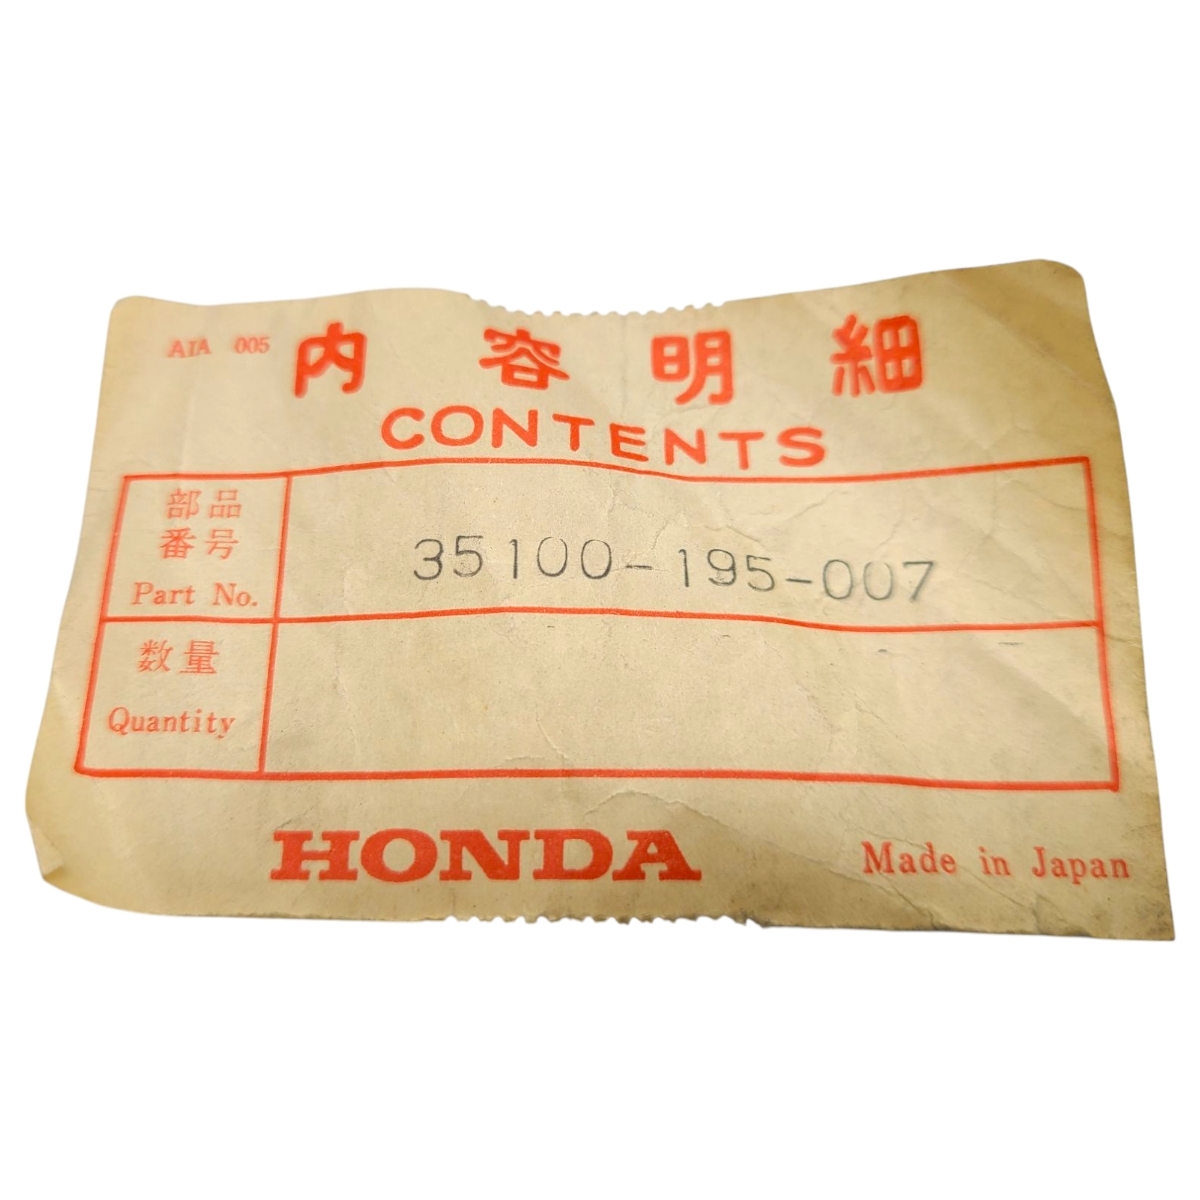 AIA 005
内容明細
CONTENTS
部品
番号
Part No.
35100-195-007
数量
Quantity
HONDA
Made in Japan